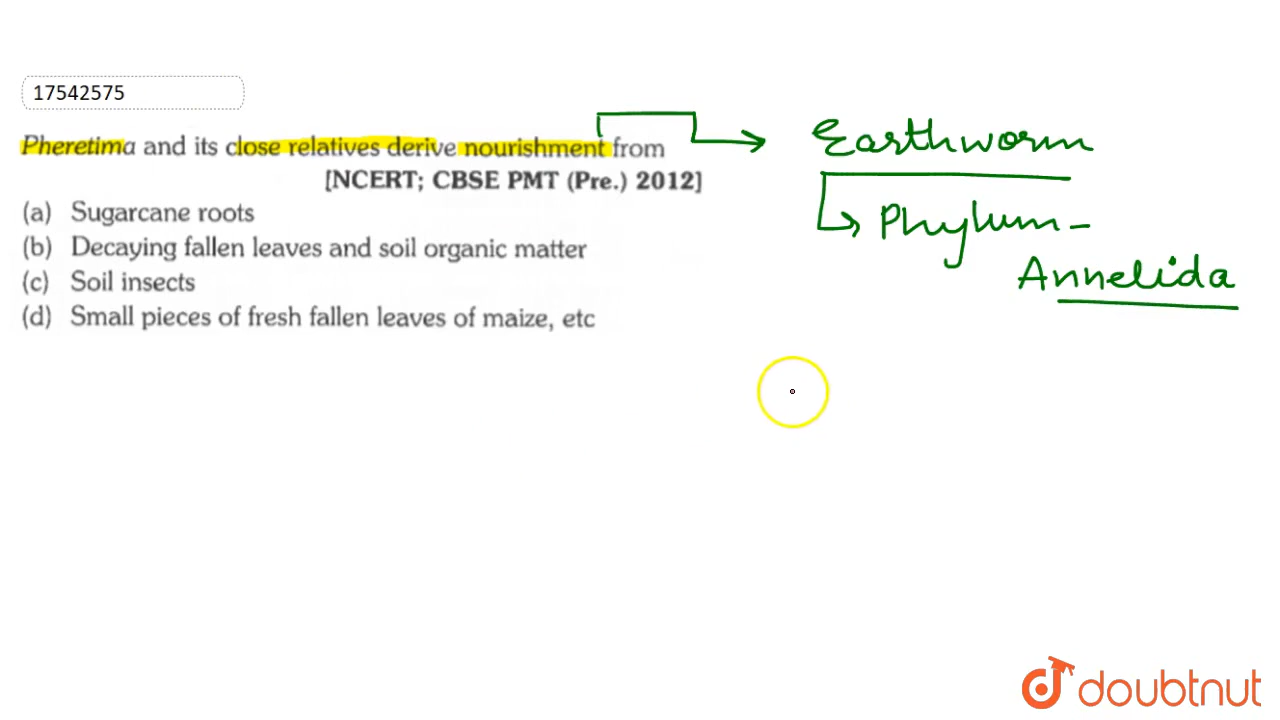 17542575
Pheretima and its close relatives derive nourishment from
[NCERT; CBSE PMT (Pre.) 2012]
(a) Sugarcane roots
(b) Decaying fallen leaves and soil organic matter
(c) Soil insects
(d) Small pieces of fresh fallen leaves of maize, etc
Earthworm
Phylum -
Annelida
doubtnut